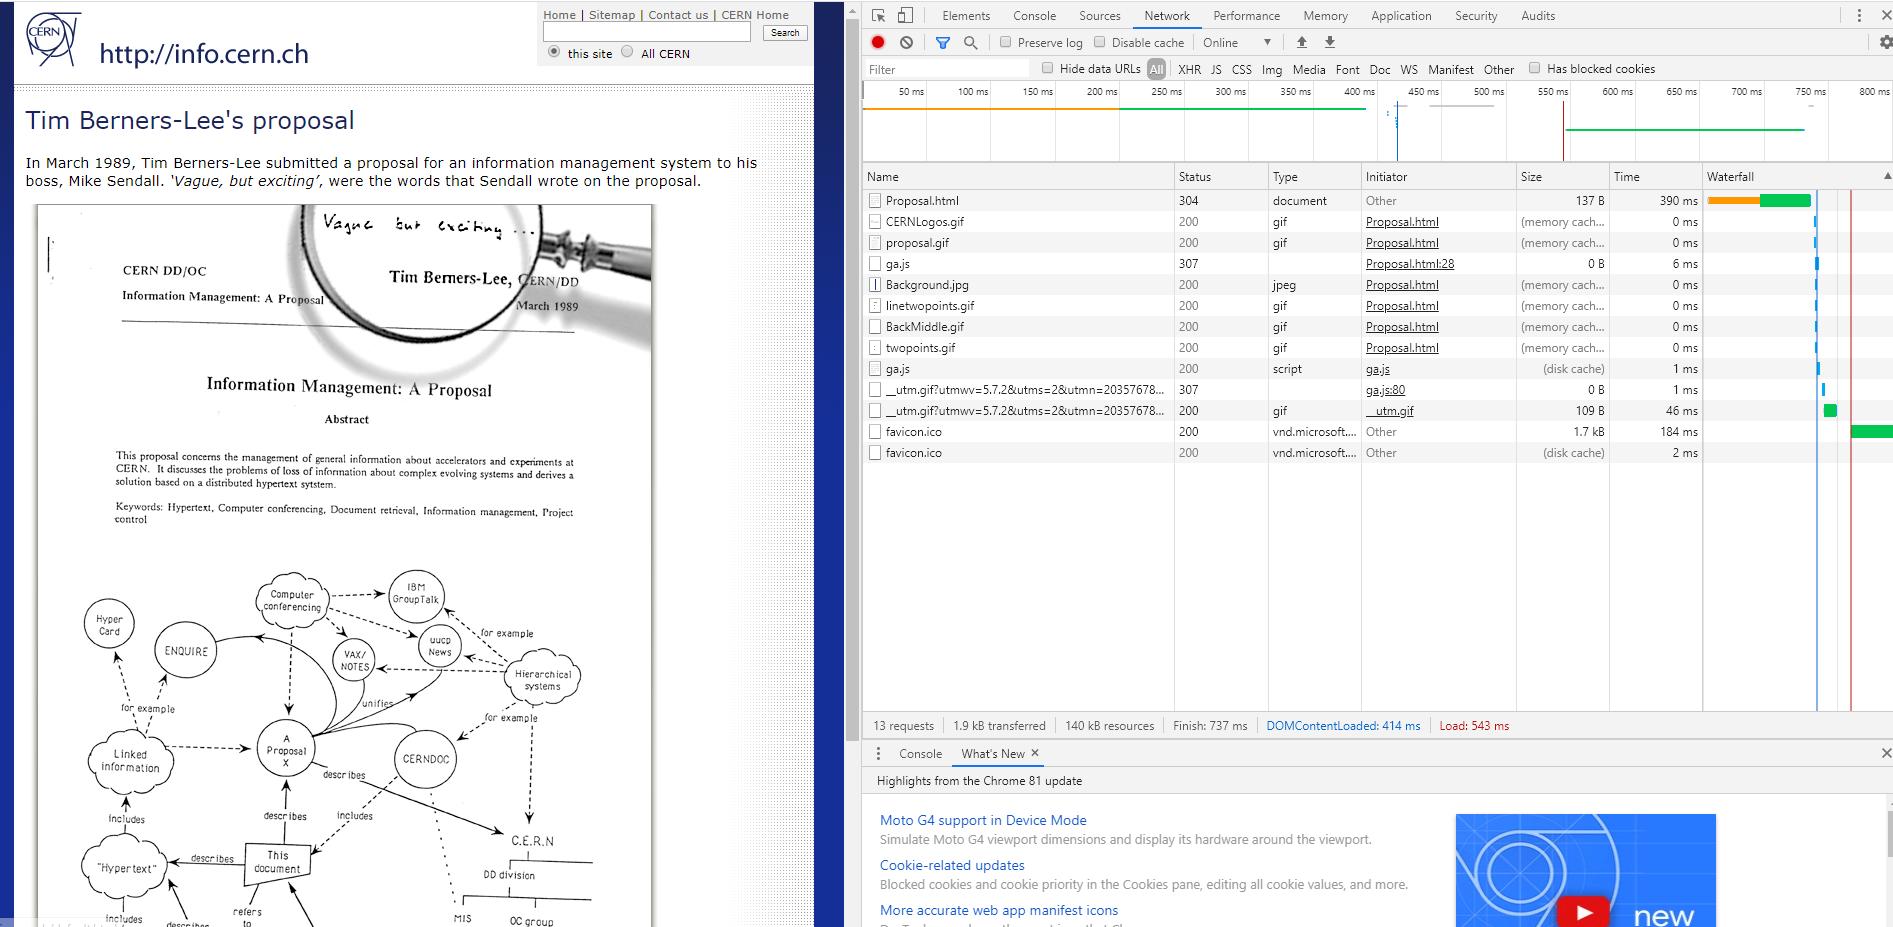 CERN
http://info.cern.ch
Home | Sitemap | Contact us | CERN Home
Search
this site All CERN
Tim Berners-Lee's proposal
In March 1989, Tim Berners-Lee submitted a proposal for an information management system to his
boss, Mike Sendall. 'Vague, but exciting', were the words that Sendall wrote on the proposal.
Vague but exciting ...
CERN DD/OC
Tim Berners-Lee, CERN/DD
Information Management: A Proposal
March 1989
Information Management: A Proposal
Abstract
This proposal concerns the management of general information about accelerators and experiments at
CERN. It discusses the problems of loss of information about complex evolving systems and derives a
solution based on a distributed hypertext sytstem.
Keywords: Hypertext, Computer conferencing, Document retrieval, Information management, Project
control
IBM
GroupTalk
Computer
conferencing
Hyper
Card
for example
uucp
News
ENQUIRE
VAX/
NOTES
Hierarchical
systems
unifies
for example
for example
A
Proposal
X
Linked
information
CERNDOC
describes
includes
describes
includes
C.E.R.N
This
document
describes
"Hypertext"
DD division
refers
to
includes
describes
MIS
OC group
Elements Console Sources Network Performance Memory Application Security Audits
Preserve log Disable cache Online
Filter Hide data URLs All XHR JS CSS Img Media Font Doc WS Manifest Other Has blocked cookies
50 ms 100 ms 150 ms 200 ms 250 ms 300 ms 350 ms 400 ms 450 ms 500 ms 550 ms 600 ms 650 ms 700 ms 750 ms 800 ms
Name Status Type Initiator Size Time Waterfall
Proposal.html 304 document Other 137 B 390 ms
CERNLogos.gif 200 gif Proposal.html (memory cach... 0 ms
proposal.gif 200 gif Proposal.html (memory cach... 0 ms
ga.js 307 Proposal.html:28 0 B 6 ms
Background.jpg 200 jpeg Proposal.html (memory cach... 0 ms
linetwopoints.gif 200 gif Proposal.html (memory cach... 0 ms
BackMiddle.gif 200 gif Proposal.html (memory cach... 0 ms
twopoints.gif 200 gif Proposal.html (memory cach... 0 ms
ga.js 200 script ga.js (disk cache) 1 ms
__utm.gif?utmwv=5.7.2&utms=2&utmn=20357678... 307 ga.js:80 0 B 1 ms
__utm.gif?utmwv=5.7.2&utms=2&utmn=20357678... 200 gif __utm.gif 109 B 46 ms
favicon.ico 200 vnd.microsoft.... Other 1.7 kB 184 ms
favicon.ico 200 vnd.microsoft.... Other (disk cache) 2 ms
13 requests 1.9 kB transferred 140 kB resources Finish: 737 ms DOMContentLoaded: 414 ms Load: 543 ms
Console What's New
Highlights from the Chrome 81 update
Moto G4 support in Device Mode
Simulate Moto G4 viewport dimensions and display its hardware around the viewport.
Cookie-related updates
Blocked cookies and cookie priority in the Cookies pane, editing all cookie values, and more.
More accurate web app manifest icons
new